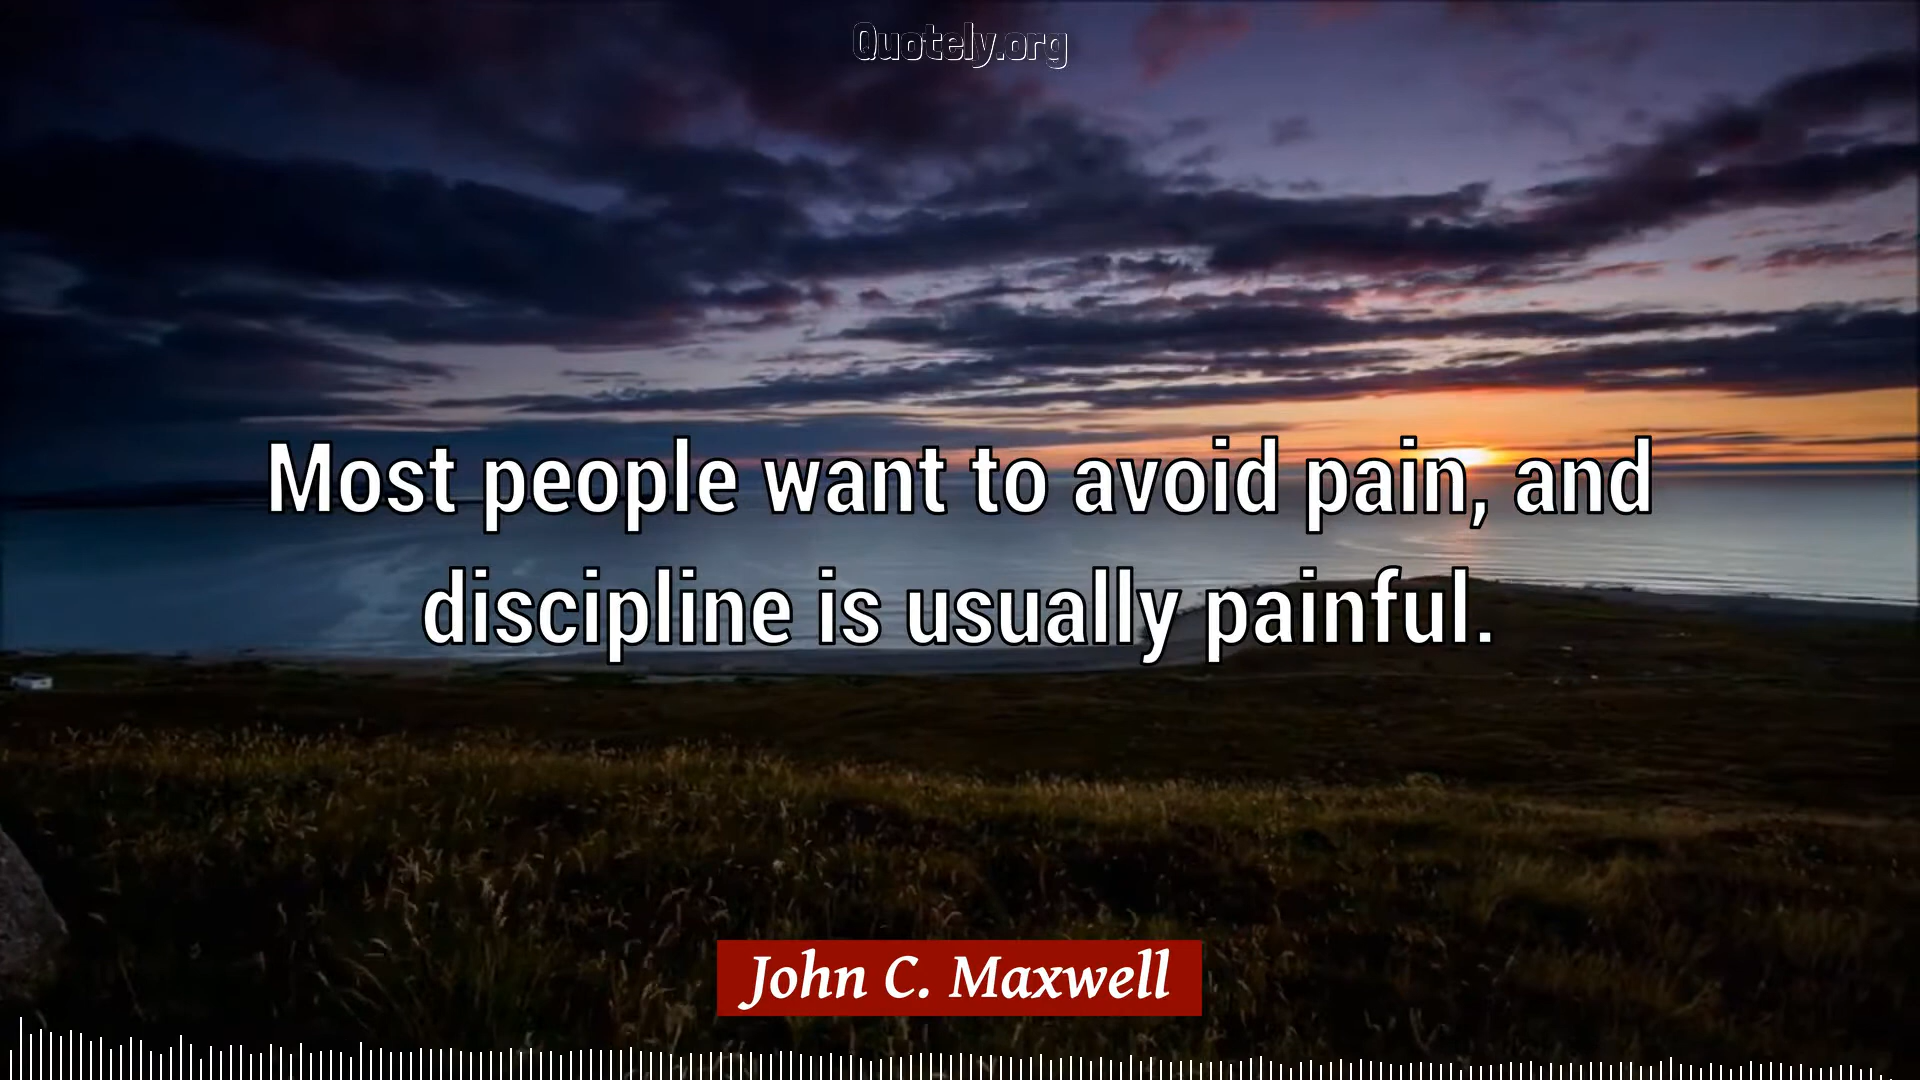 Quotely.org
Most people want to avoid pain, and
discipline is usually painful.
John C. Maxwell